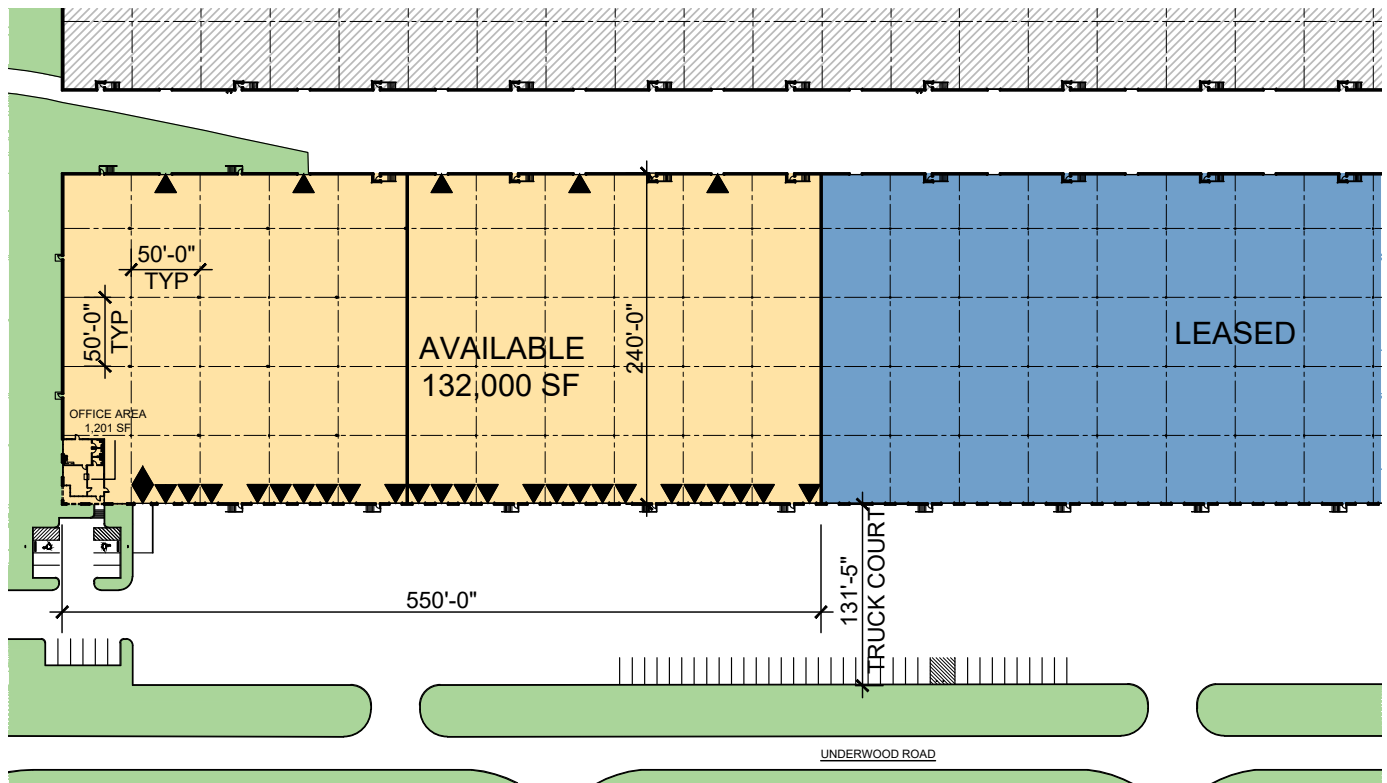 50'-0"
TYP
50'-0"
TYP
AVAILABLE
132,000 SF
240'-0"
LEASED
OFFICE AREA
1,201 SF
550'-0"
131'-5"
TRUCK COURT
UNDERWOOD ROAD